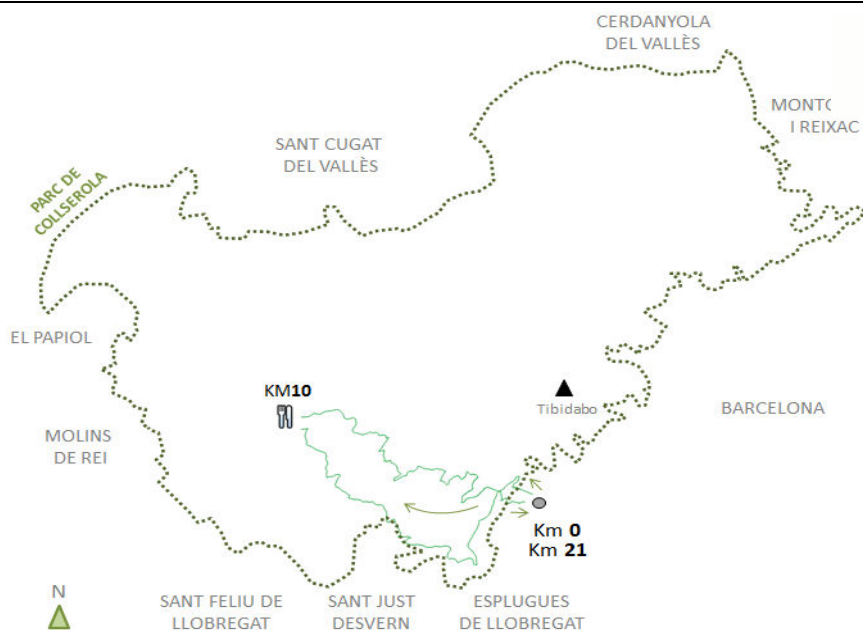 CERDANYOLA
DEL VALLÈS
MONTC
I REIXAC
SANT CUGAT
DEL VALLÈS
PARC DE
COLLSEROLA
EL PAPIOL
KM10
Tibidabo
BARCELONA
MOLINS
DE REI
Km 0
Km 21
N
SANT FELIU DE
LLOBREGAT
SANT JUST
DESVERN
ESPLUGUES
DE LLOBREGAT